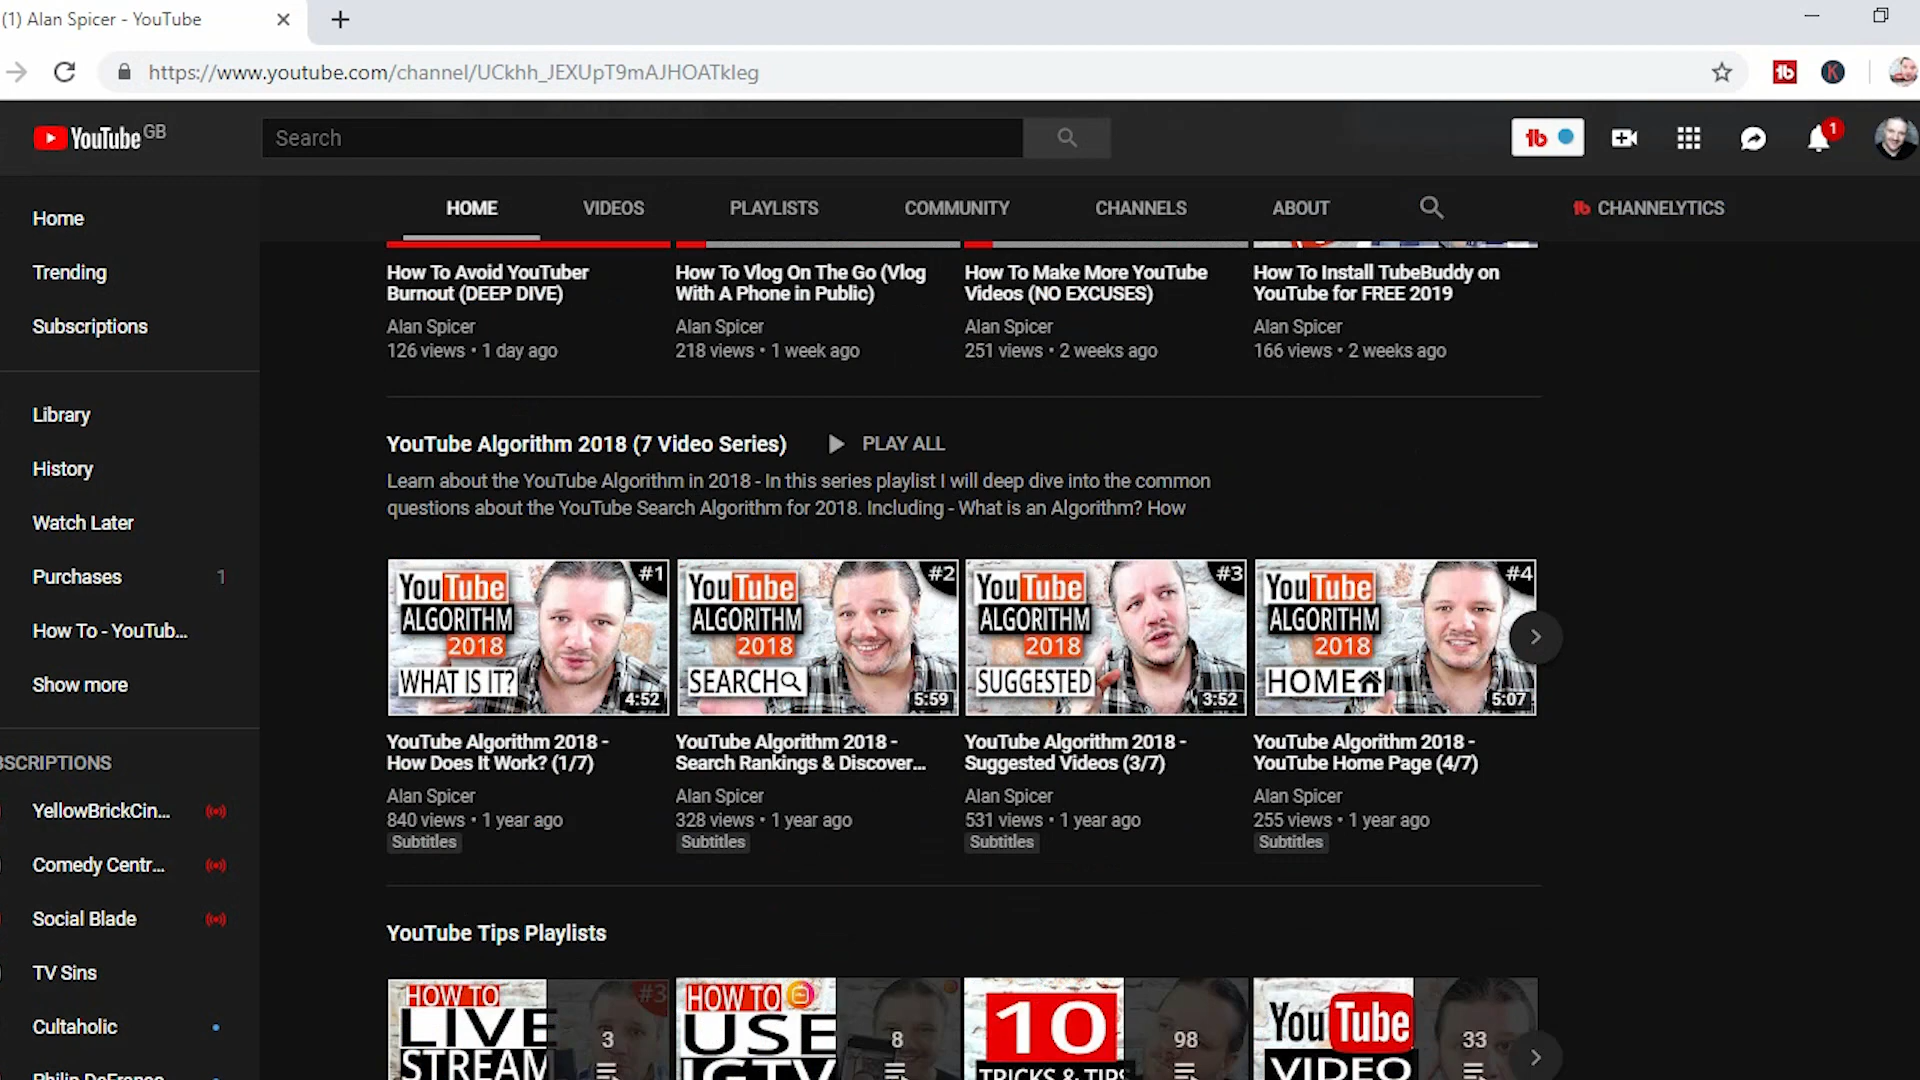 (1) Alan Spicer - YouTube
https://www.youtube.com/channel/UCkhh_JEXUpT9mAJHOATkleg
K
YouTube GB
Search
1
HOME VIDEOS PLAYLISTS COMMUNITY CHANNELS ABOUT CHANNELYTICS
Home
Trending
Subscriptions
Library
History
Watch Later
Purchases 1
How To - YouTub...
Show more
BSCRIPTIONS
YellowBrickCin...
Comedy Centr...
Social Blade
TV Sins
Cultaholic
How To Avoid YouTuber
Burnout (DEEP DIVE)
Alan Spicer
126 views • 1 day ago
How To Vlog On The Go (Vlog
With A Phone in Public)
Alan Spicer
218 views • 1 week ago
How To Make More YouTube
Videos (NO EXCUSES)
Alan Spicer
251 views • 2 weeks ago
How To Install TubeBuddy on
YouTube for FREE 2019
Alan Spicer
166 views • 2 weeks ago
YouTube Algorithm 2018 (7 Video Series) PLAY ALL
Learn about the YouTube Algorithm in 2018 - In this series playlist I will deep dive into the common
questions about the YouTube Search Algorithm for 2018. Including - What is an Algorithm? How
YouTube #1
ALGORITHM
2018
WHAT IS IT? 4:52
YouTube Algorithm 2018 -
How Does It Work? (1/7)
Alan Spicer
840 views • 1 year ago
Subtitles
YouTube #2
ALGORITHM
2018
SEARCH 5:59
YouTube Algorithm 2018 -
Search Rankings & Discover...
Alan Spicer
328 views • 1 year ago
Subtitles
YouTube #3
ALGORITHM
2018
SUGGESTED 3:52
YouTube Algorithm 2018 -
Suggested Videos (3/7)
Alan Spicer
531 views • 1 year ago
Subtitles
YouTube #4
ALGORITHM
2018
HOME 5:07
YouTube Algorithm 2018 -
YouTube Home Page (4/7)
Alan Spicer
255 views • 1 year ago
Subtitles
YouTube Tips Playlists
HOW TO #3
LIVE
STREAM
3
HOW TO
USE
IGTV
8
10
TRICKS & TIPS
98
YouTube
VIDEO
33